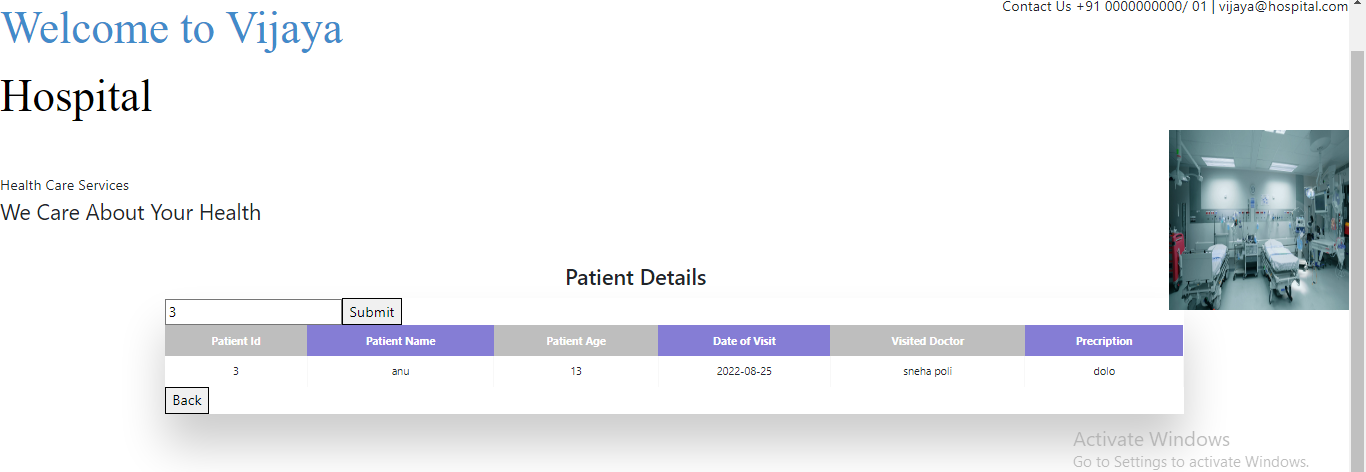 Contact Us +91 0000000000/ 01 | vijaya@hospital.com
Welcome to Vijaya
Hospital
Health Care Services
We Care About Your Health
Patient Details
3 Submit
Patient Id Patient Name Patient Age Date of Visit Visited Doctor Precription
3 anu 13 2022-08-25 sneha poli dolo
Back
Activate Windows
Go to Settings to activate Windows.